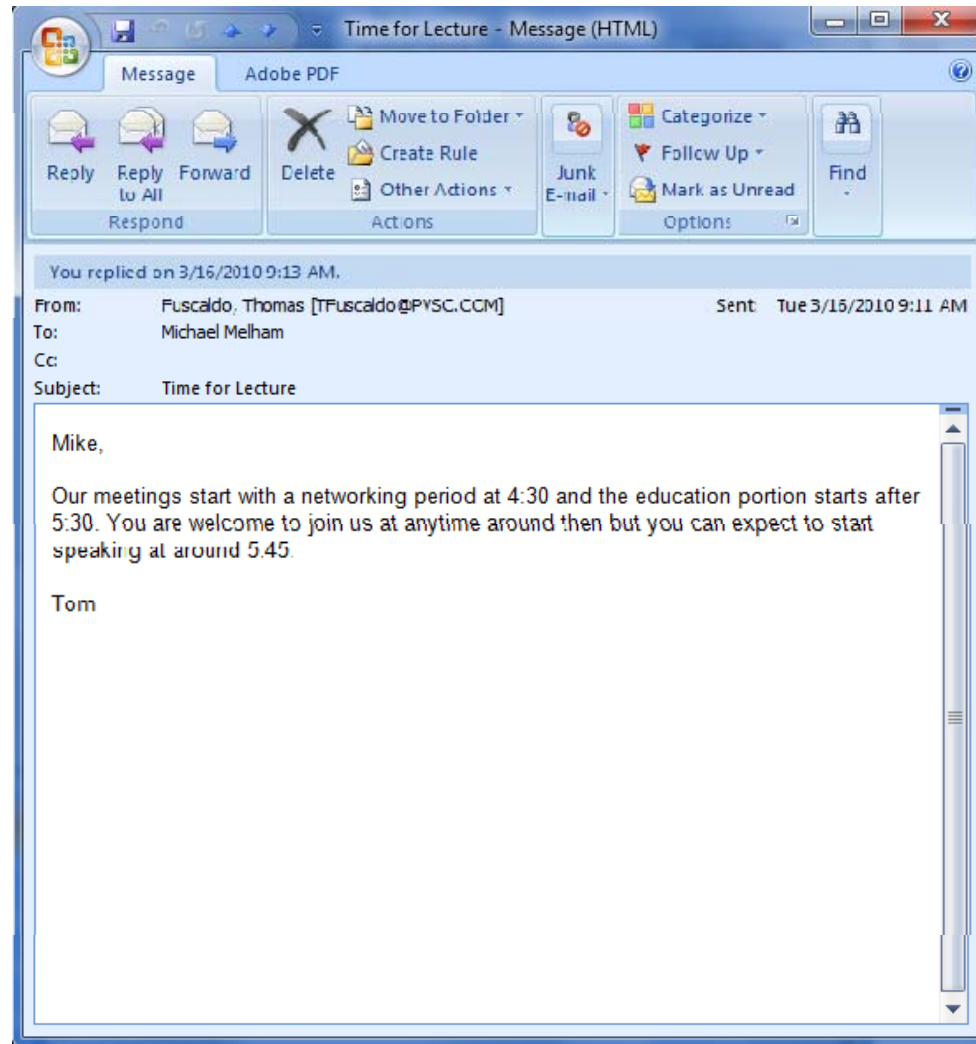 Time for Lecture - Message (HTML)
Message Adobe PDF
Reply Reply to All Forward Delete Move to Folder Create Rule Other Actions Junk E-mail Categorize Follow Up Mark as Unread Find
Respond Actions Options
You replied on 3/16/2010 9:13 AM.
From: Fuscaldo, Thomas [TFuscaldo@PVSC.COM] Sent: Tue 3/16/2010 9:11 AM
To: Michael Melham
Cc:
Subject: Time for Lecture
Mike,
Our meetings start with a networking period at 4:30 and the education portion starts after
5:30. You are welcome to join us at anytime around then but you can expect to start
speaking at around 5:45.
Tom